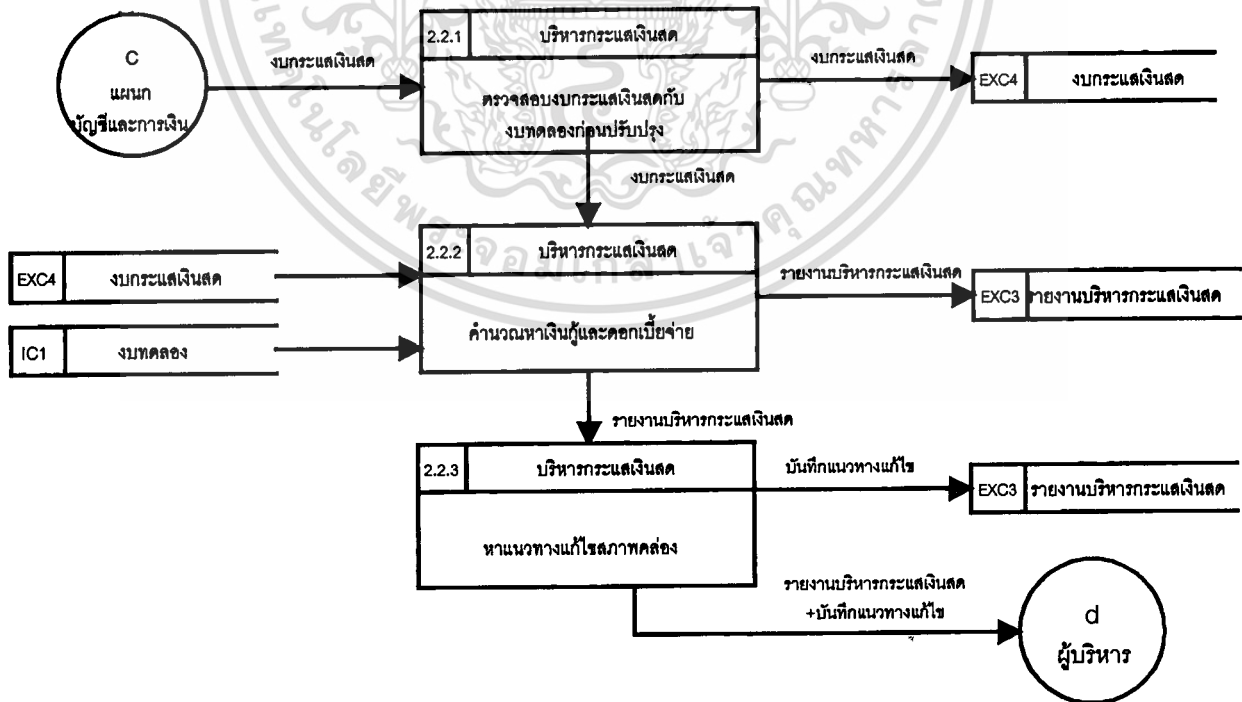 C
แผนก
บัญชีและการเงิน
งบกระแสเงินสด
2.2.1 บริหารกระแสเงินสด
ตรวจสอบงบกระแสเงินสดกับ
งบทดลองก่อนปรับปรุง
งบกระแสเงินสด
EXC4 งบกระแสเงินสด
งบกระแสเงินสด
EXC4 งบกระแสเงินสด
IC1 งบทดลอง
2.2.2 บริหารกระแสเงินสด
คำนวณหาเงินกู้และดอกเบี้ยจ่าย
รายงานบริหารกระแสเงินสด
EXC3 รายงานบริหารกระแสเงินสด
รายงานบริหารกระแสเงินสด
2.2.3 บริหารกระแสเงินสด
หาแนวทางแก้ไขสภาพคล่อง
บันทึกแนวทางแก้ไข
EXC3 รายงานบริหารกระแสเงินสด
รายงานบริหารกระแสเงินสด
+บันทึกแนวทางแก้ไข
d
ผู้บริหาร